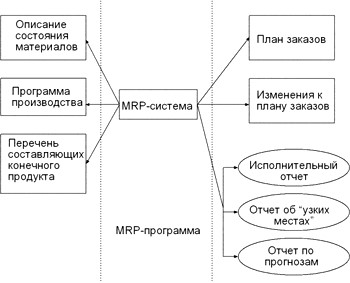 Описание
состояния
материалов
Программа
производства
Перечень
составляющих
конечного
продукта
MRP-система
MRP-программа
План заказов
Изменения к
плану заказов
Исполнительный
отчет
Отчет об “узких
местах”
Отчет по
прогнозам